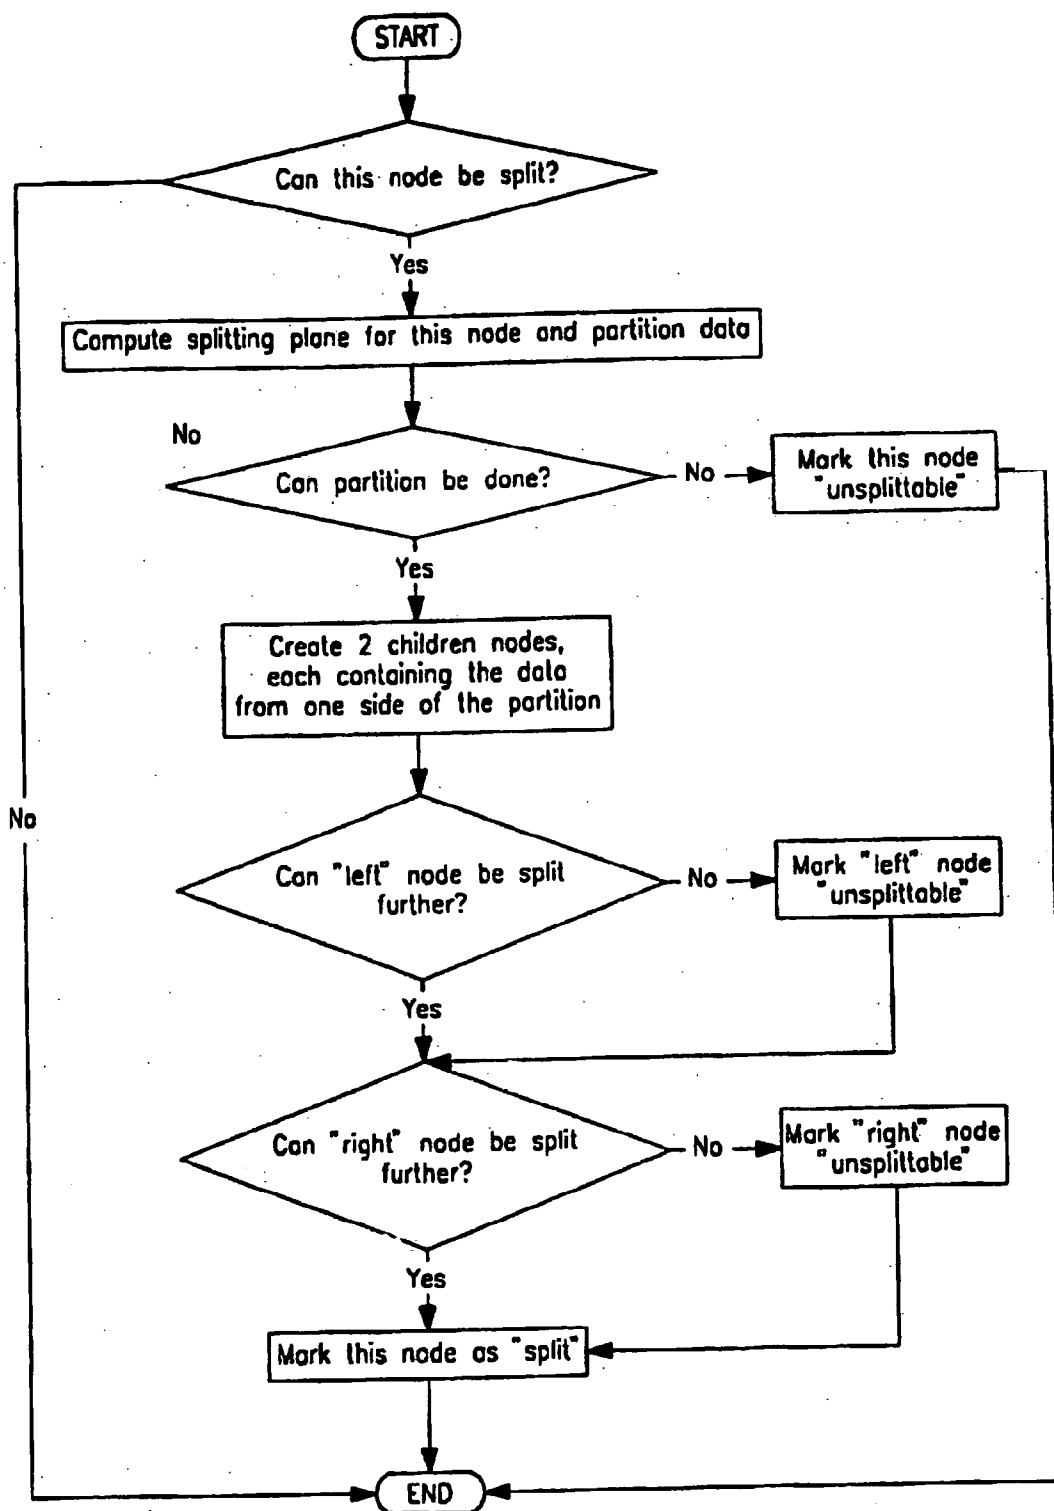 START
Can this node be split?
Yes
Compute splitting plane for this node and partition data
No
Can partition be done?
No
Mark this node
"unsplittable"
Yes
Create 2 children nodes,
each containing the data
from one side of the partition
No
Can "left" node be split
further?
No
Mark "left" node
"unsplittable"
Yes
Can "right" node be split
further?
No
Mark "right" node
"unsplittable"
Yes
Mark this node as "split"
END